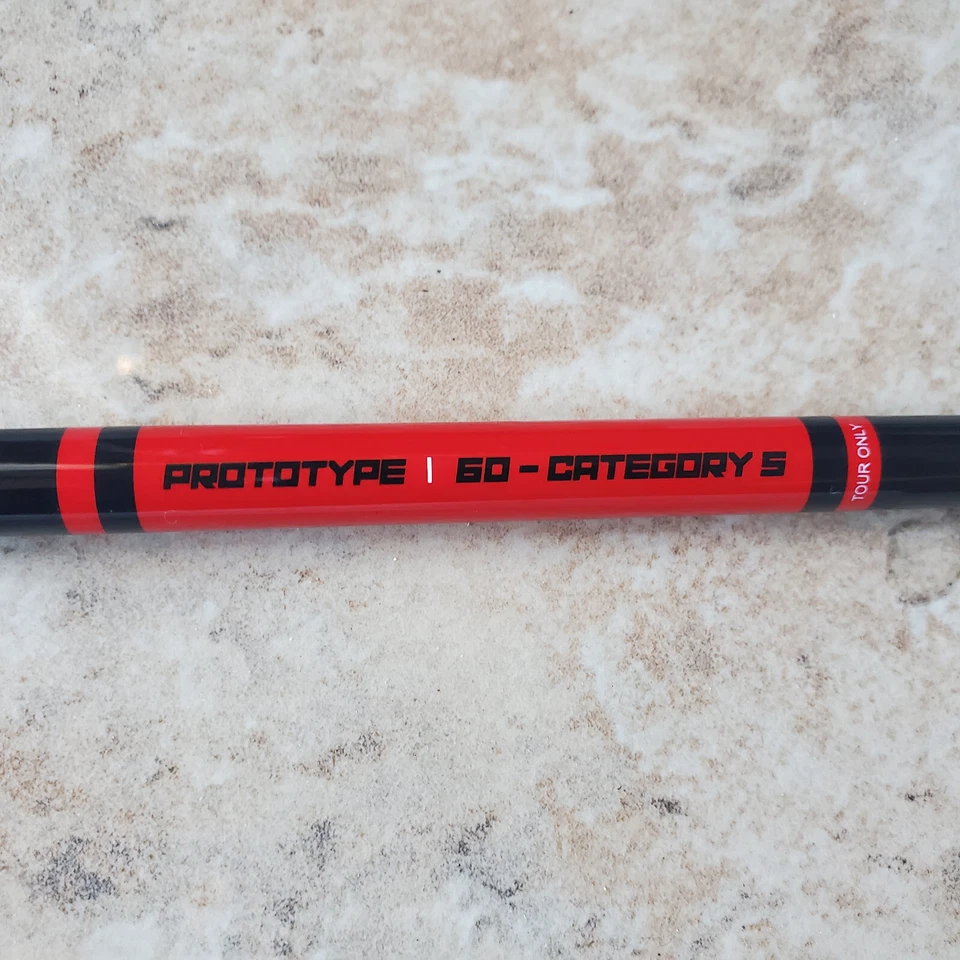 PROTOTYPE | 60 - CATEGORY 5
TOUR ONLY